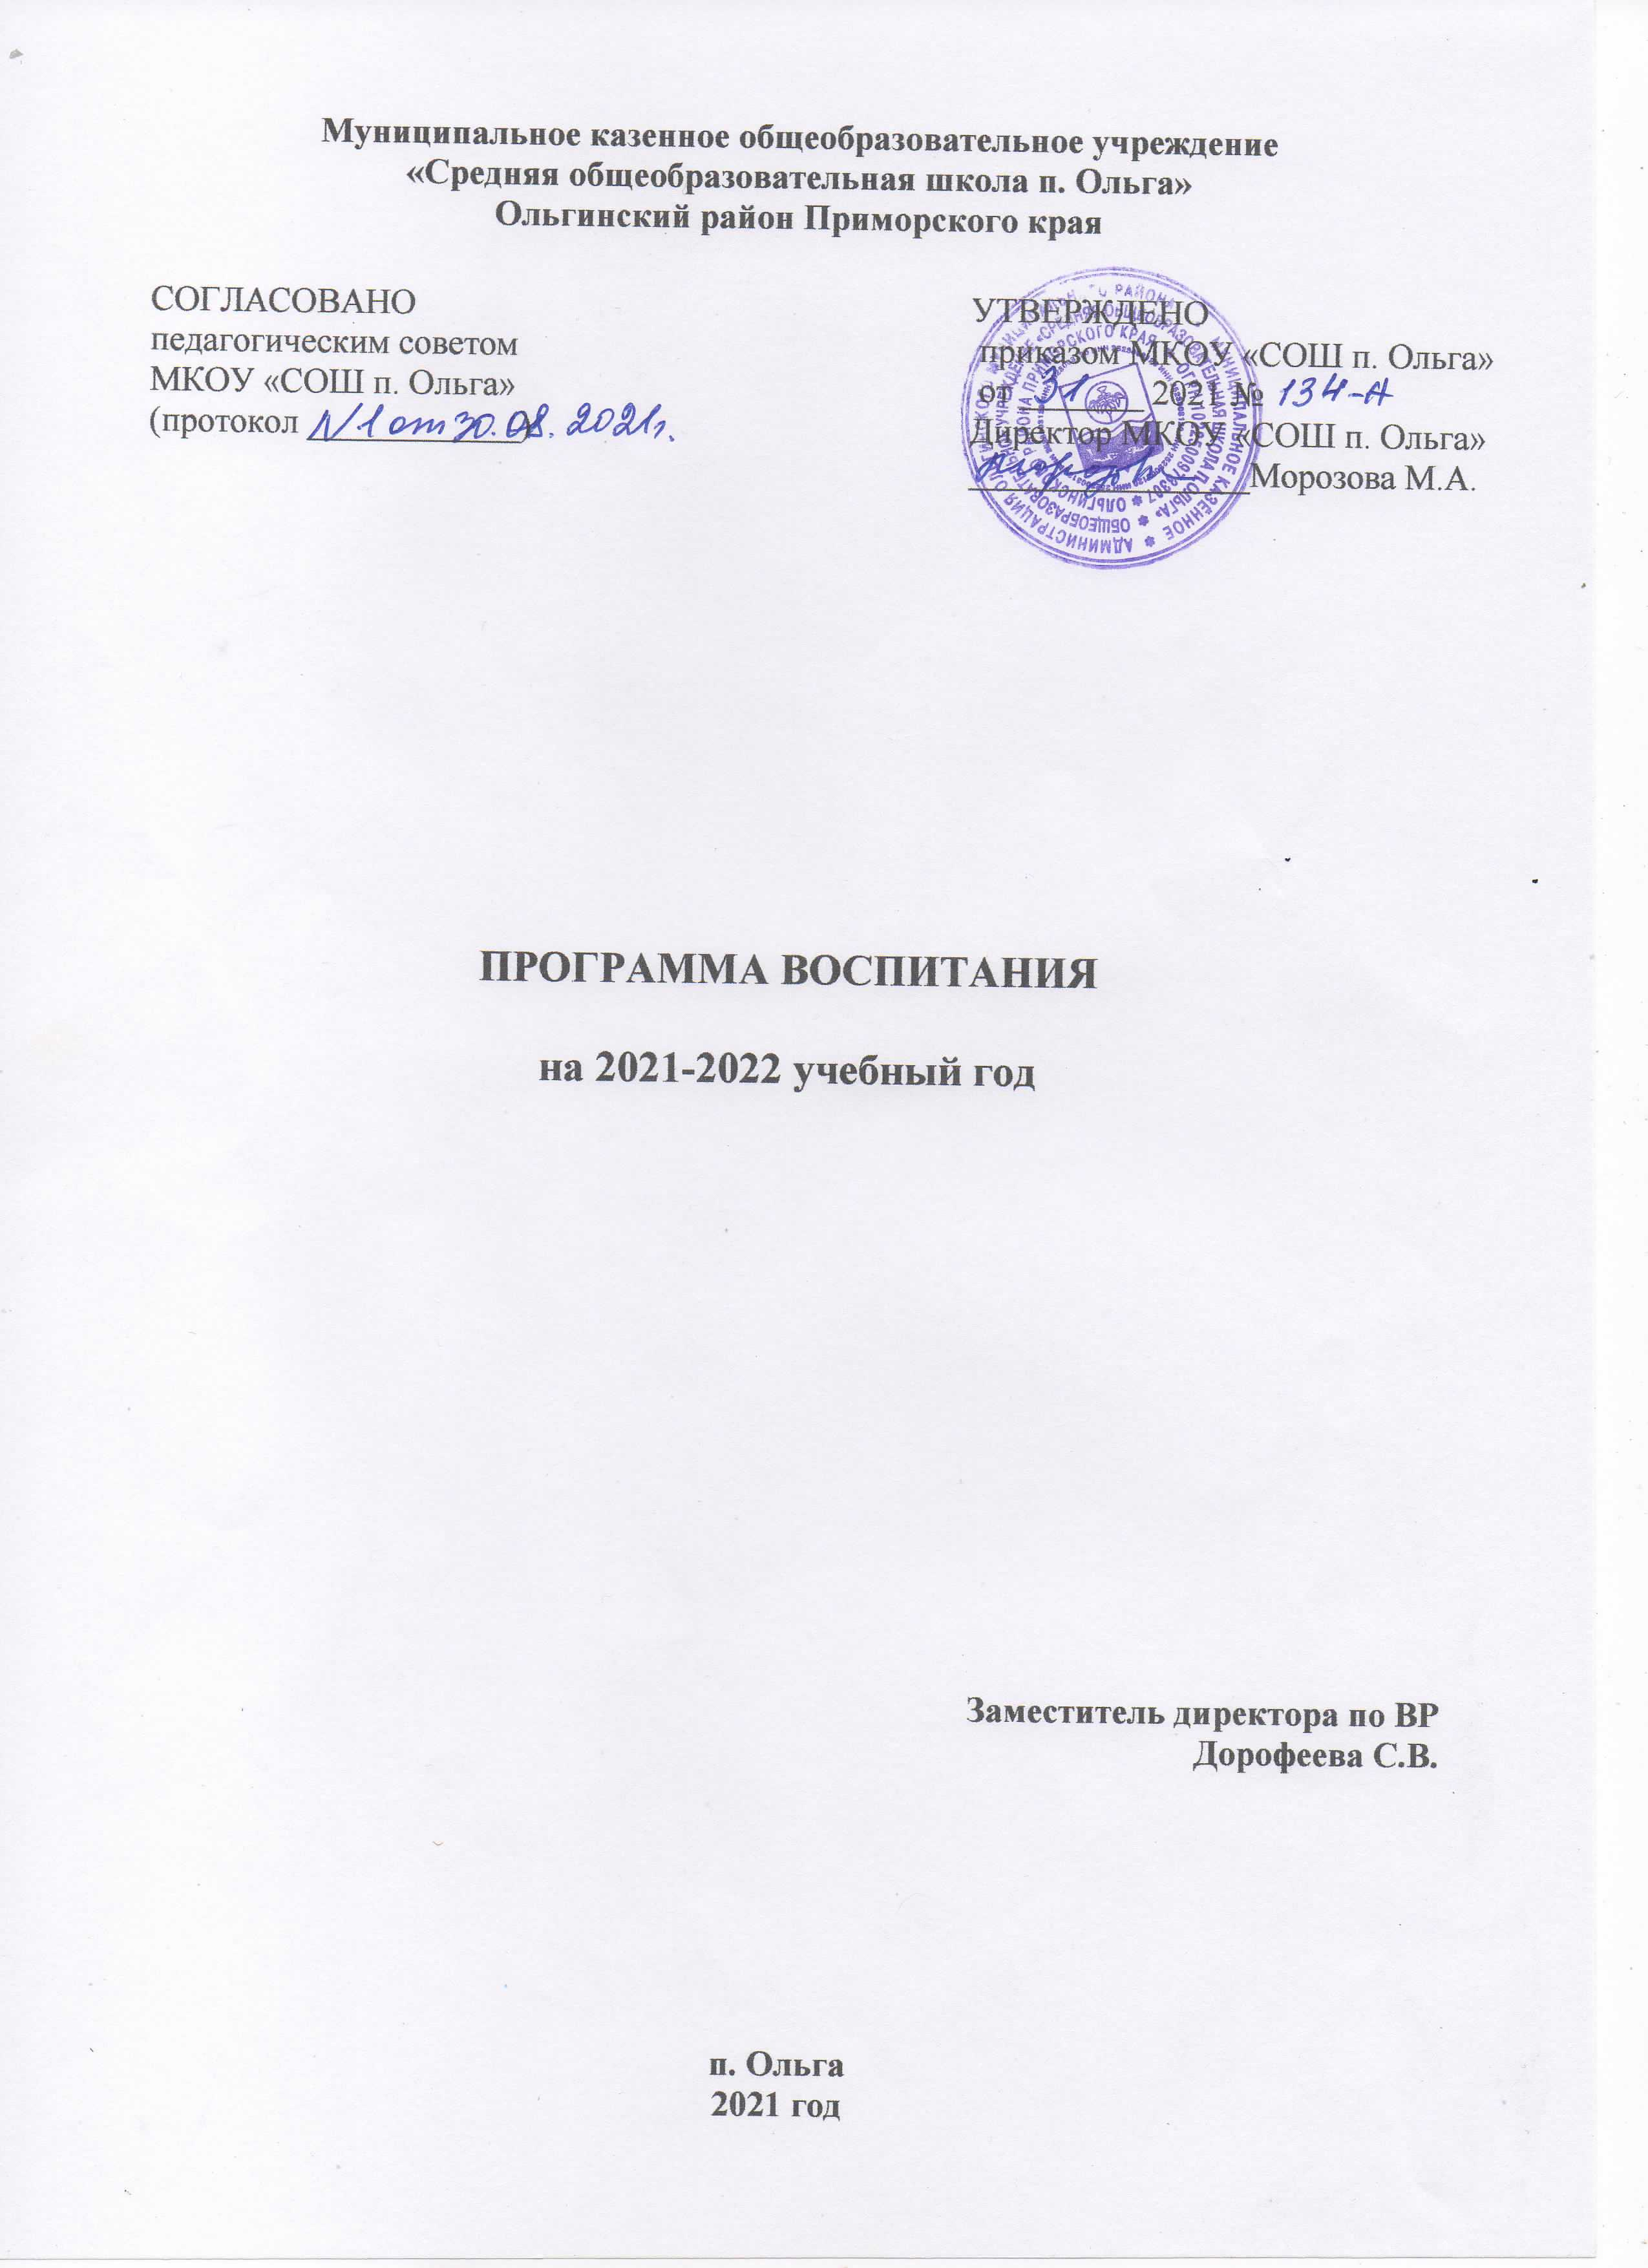 Муниципальное казенное общеобразовательное учреждение
«Средняя общеобразовательная школа п. Ольга»
Ольгинский район Приморского края
СОГЛАСОВАНО
педагогическим советом
МКОУ «СОШ п. Ольга»
(протокол N 1 от 30.08.2021г.
УТВЕРЖДЕНО
приказом МКОУ «СОШ п. Ольга»
от 31 2021 № 134-А
Директор МКОУ «СОШ п. Ольга»
Морозова М.А.
ПРОГРАММА ВОСПИТАНИЯ
на 2021-2022 учебный год
Заместитель директора по ВР
Дорофеева С.В.
п. Ольга
2021 год